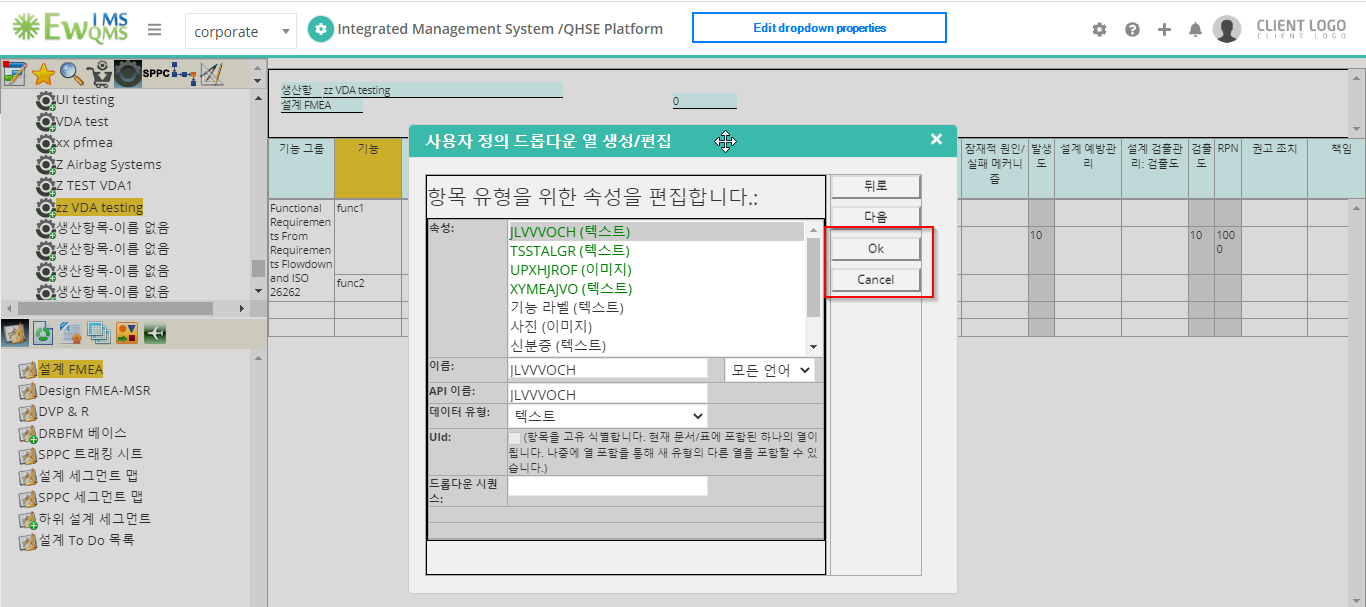 EwIMS
QMS
corporate
Integrated Management System /QHSE Platform
Edit dropdown properties
CLIENT LOGO
CLIENT LOGO
SPPC
UI testing
VDA test
xx pfmea
Z Airbag Systems
Z TEST VDA1
zz VDA testing
생산항목-이름 없음
생산항목-이름 없음
생산항목-이름 없음
생산항목-이름 없음
설계 FMEA
Design FMEA-MSR
DVP & R
DRBFM 베이스
SPPC 트래킹 시트
설계 세그먼트 맵
SPPC 세그먼트 맵
하위 설계 세그먼트
설계 To Do 목록
생산항 zz VDA testing
설계 FMEA
0
기능 그룹
기능
잠재적 원인/
실패 메커니
즘
발생
도
설계 예방관
리
설계 검출관
리: 검출도
검출
도
RPN
권고 조치
책임
Functional
Requiremen
ts From
Requiremen
ts Flowdown
and ISO
26262
func1
func2
10
10
100
0
사용자 정의 드롭다운 열 생성/편집
항목 유형을 위한 속성을 편집합니다.:
속성:
JLVVVOCH (텍스트)
TSSTALGR (텍스트)
UPXHJROF (이미지)
XYMEAJVO (텍스트)
기능 라벨 (텍스트)
사진 (이미지)
신분증 (텍스트)
이름:
JLVVVOCH
모든 언어
API 이름:
JLVVVOCH
데이터 유형:
텍스트
UId:
(항목을 고유 식별합니다. 현재 문서/표에 포함된 하나의 열이
됩니다. 나중에 열 포함을 통해 새 유형의 다른 열을 포함할 수 있
습니다.)
드롭다운 시퀀
스:
뒤로
다음
Ok
Cancel